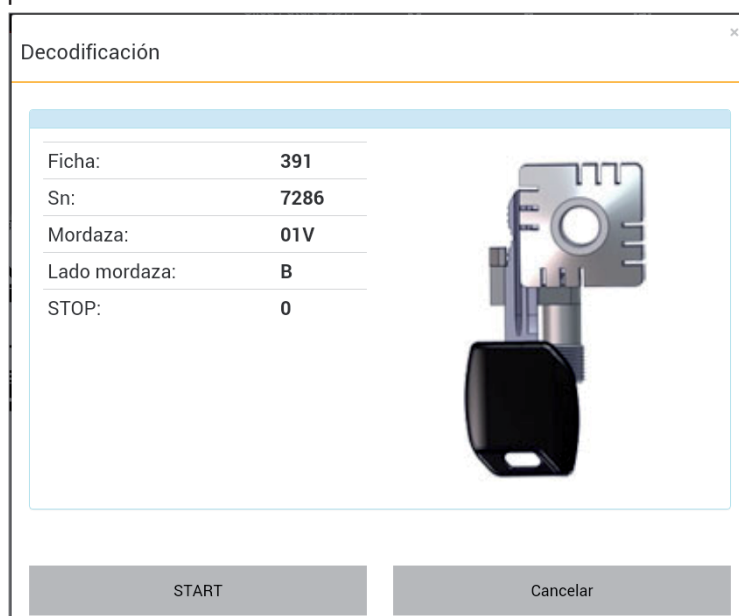 Decodificación
×
Ficha: 391
Sn: 7286
Mordaza: 01V
Lado mordaza: B
STOP: 0
START
Cancelar